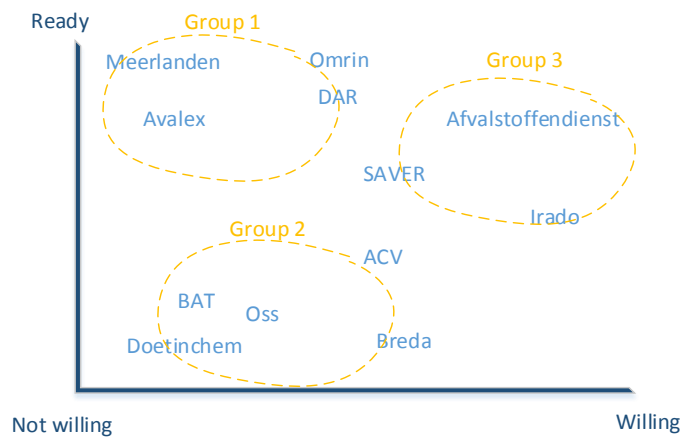 Ready
Group 1
Meerlanden
Omrin
Group 3
DAR
Avalex
Afvalstoffendienst
SAVER
Irado
Group 2
ACV
BAT
Oss
Doetinchem
Breda
Not willing
Willing